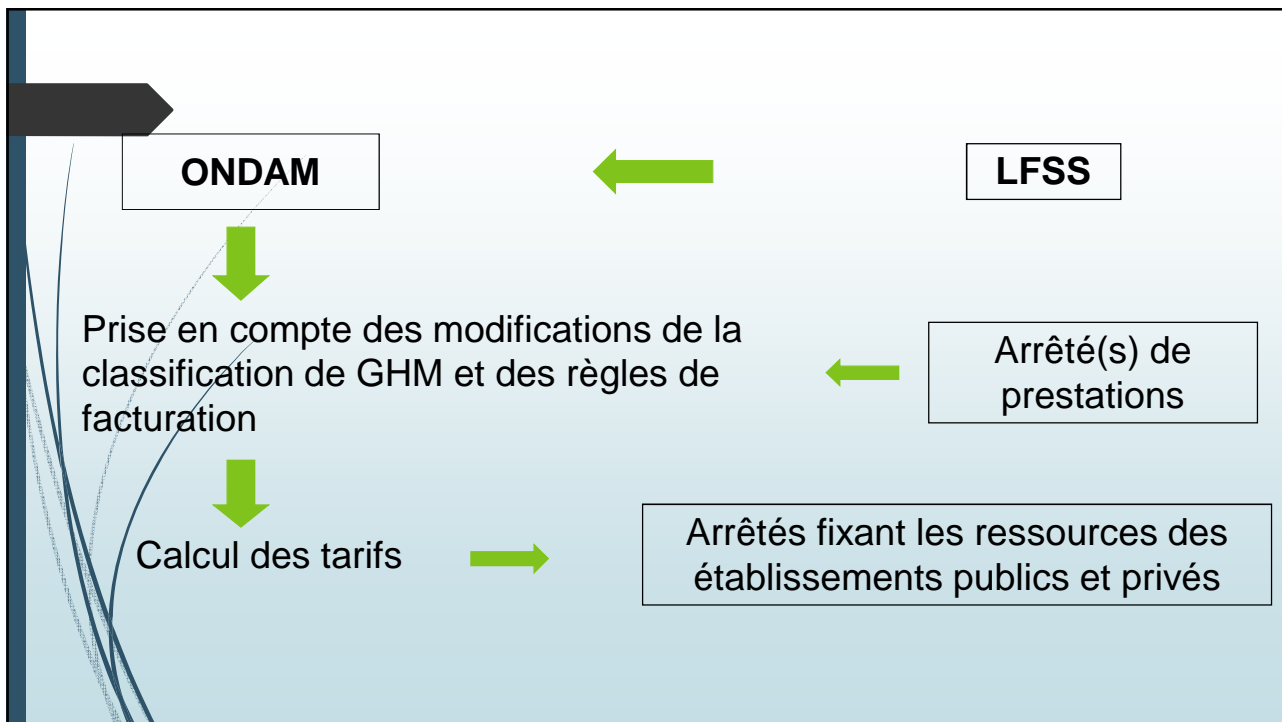 ONDAM
LFSS
Prise en compte des modifications de la
classification de GHM et des règles de
facturation
Arrêté(s) de
prestations
Calcul des tarifs
Arrêtés fixant les ressources des
établissements publics et privés